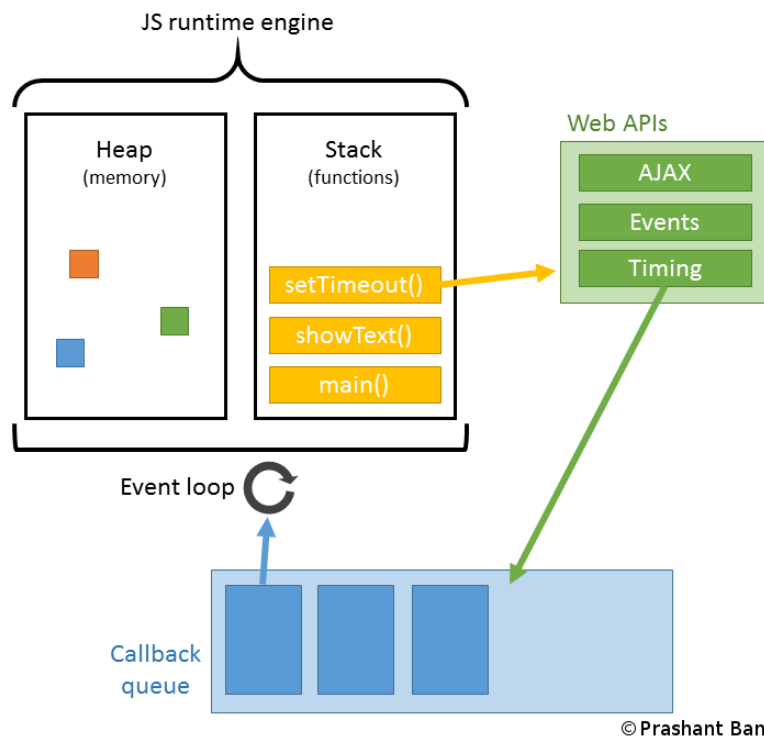 JS runtime engine
Heap
(memory)
Stack
(functions)
setTimeout()
showText()
main()
Web APIs
AJAX
Events
Timing
Event loop
Callback
queue
©Prashant Ban